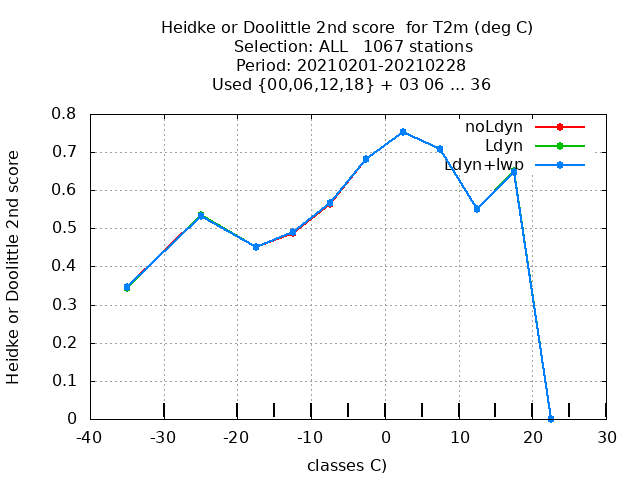 Heidke or Doolittle 2nd score  for T2m (deg C)
Selection: ALL   1067 stations
Period: 20210201-20210228
Used {00,06,12,18} + 03 06 ... 36
noLdyn
Ldyn
Ldyn+lwp
Heidke or Doolittle 2nd score
0.8
0.7
0.6
0.5
0.4
0.3
0.2
0.1
0
-40 -30 -20 -10 0 10 20 30
classes C)